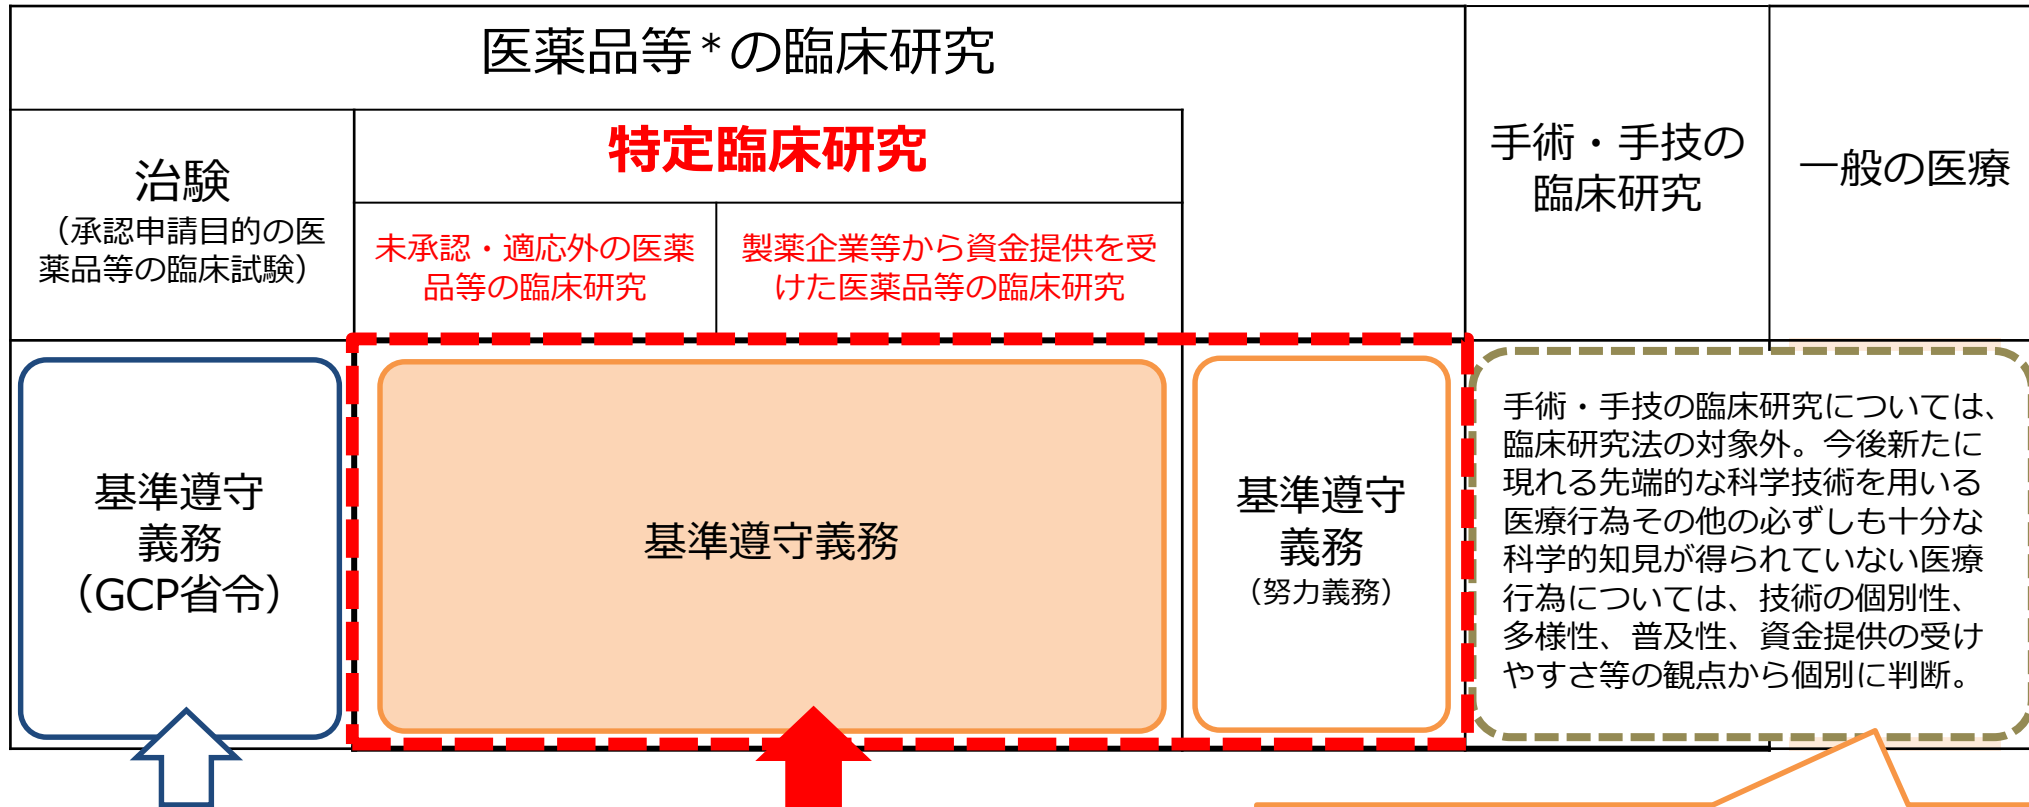 医薬品等*の臨床研究
治験
（承認申請目的の医
薬品等の臨床試験）
特定臨床研究
未承認・適応外の医薬
品等の臨床研究
製薬企業等から資金提供を受
けた医薬品等の臨床研究
手術・手技の
臨床研究
一般の医療
基準遵守
義務
（GCP省令）
基準遵守義務
基準遵守
義務
（努力義務）
手術・手技の臨床研究については、
臨床研究法の対象外。今後新たに
現れる先端的な科学技術を用いる
医療行為その他の必ずしも十分な
科学的知見が得られていない医療
行為については、技術の個別性、
多様性、普及性、資金提供の受け
やすさ等の観点から個別に判断。